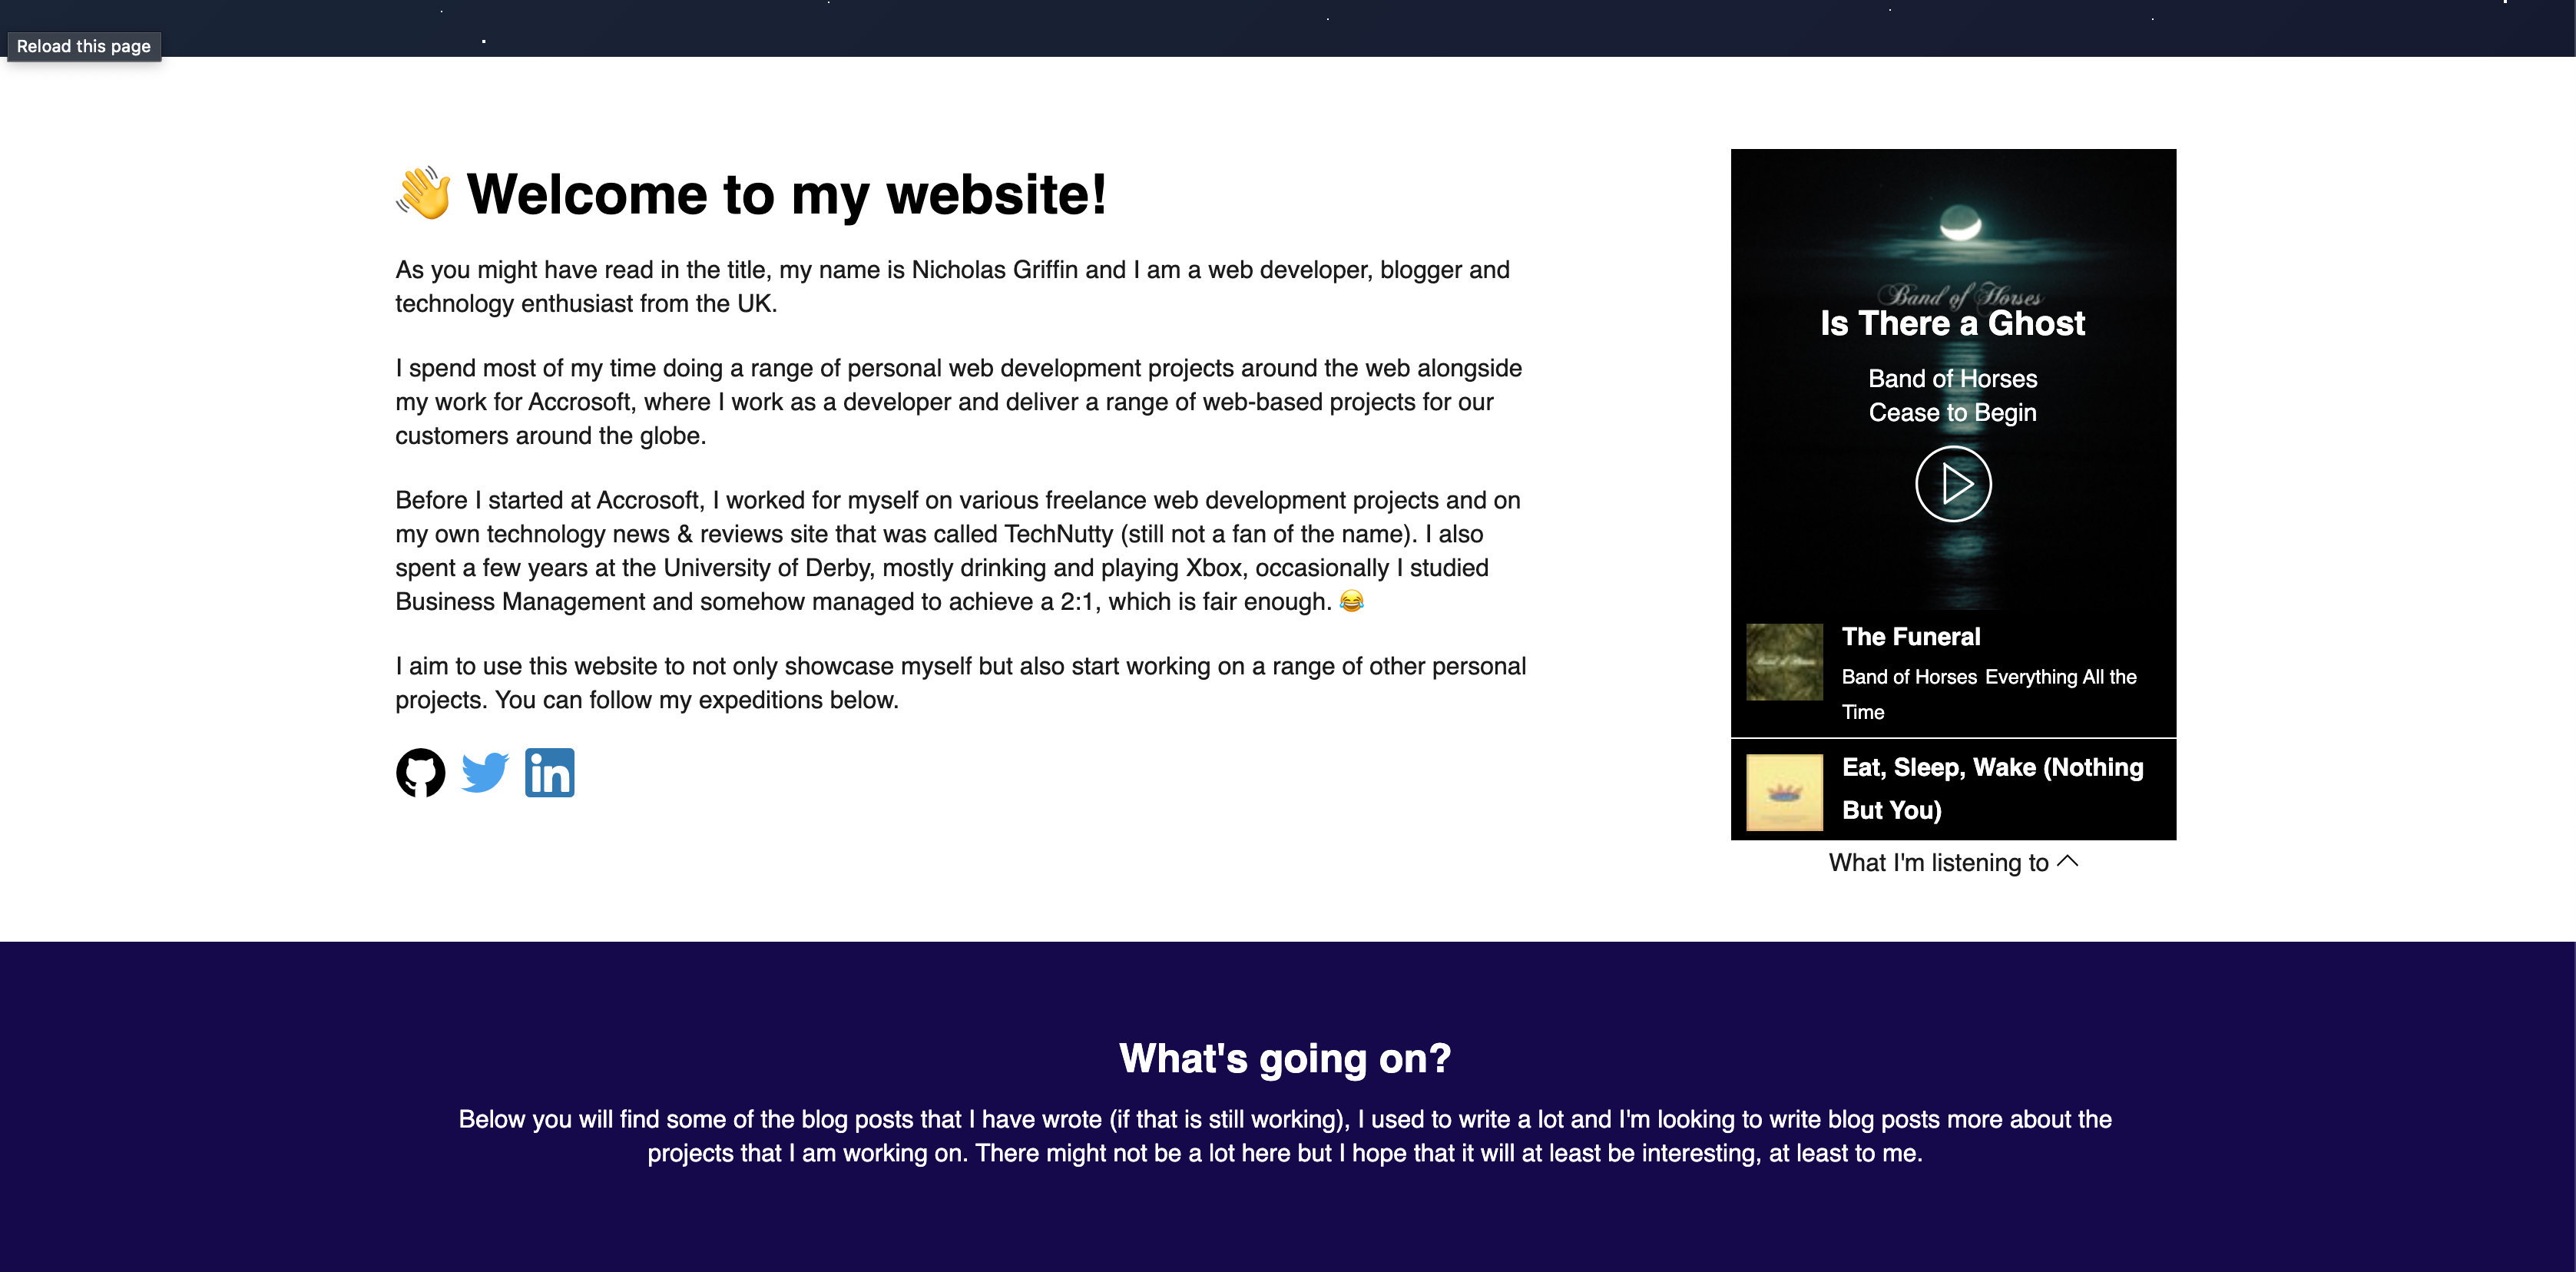 Reload this page
👋 Welcome to my website!
As you might have read in the title, my name is Nicholas Griffin and I am a web developer, blogger and
technology enthusiast from the UK.
I spend most of my time doing a range of personal web development projects around the web alongside
my work for Accrosoft, where I work as a developer and deliver a range of web-based projects for our
customers around the globe.
Before I started at Accrosoft, I worked for myself on various freelance web development projects and on
my own technology news & reviews site that was called TechNutty (still not a fan of the name). I also
spent a few years at the University of Derby, mostly drinking and playing Xbox, occasionally I studied
Business Management and somehow managed to achieve a 2:1, which is fair enough. 😂
I aim to use this website to not only showcase myself but also start working on a range of other personal
projects. You can follow my expeditions below.
in
Band of Horses
Is There a Ghost
Band of Horses
Cease to Begin
The Funeral
Band of Horses Everything All the
Time
Eat, Sleep, Wake (Nothing
But You)
What I'm listening to
What's going on?
Below you will find some of the blog posts that I have wrote (if that is still working), I used to write a lot and I'm looking to write blog posts more about the
projects that I am working on. There might not be a lot here but I hope that it will at least be interesting, at least to me.